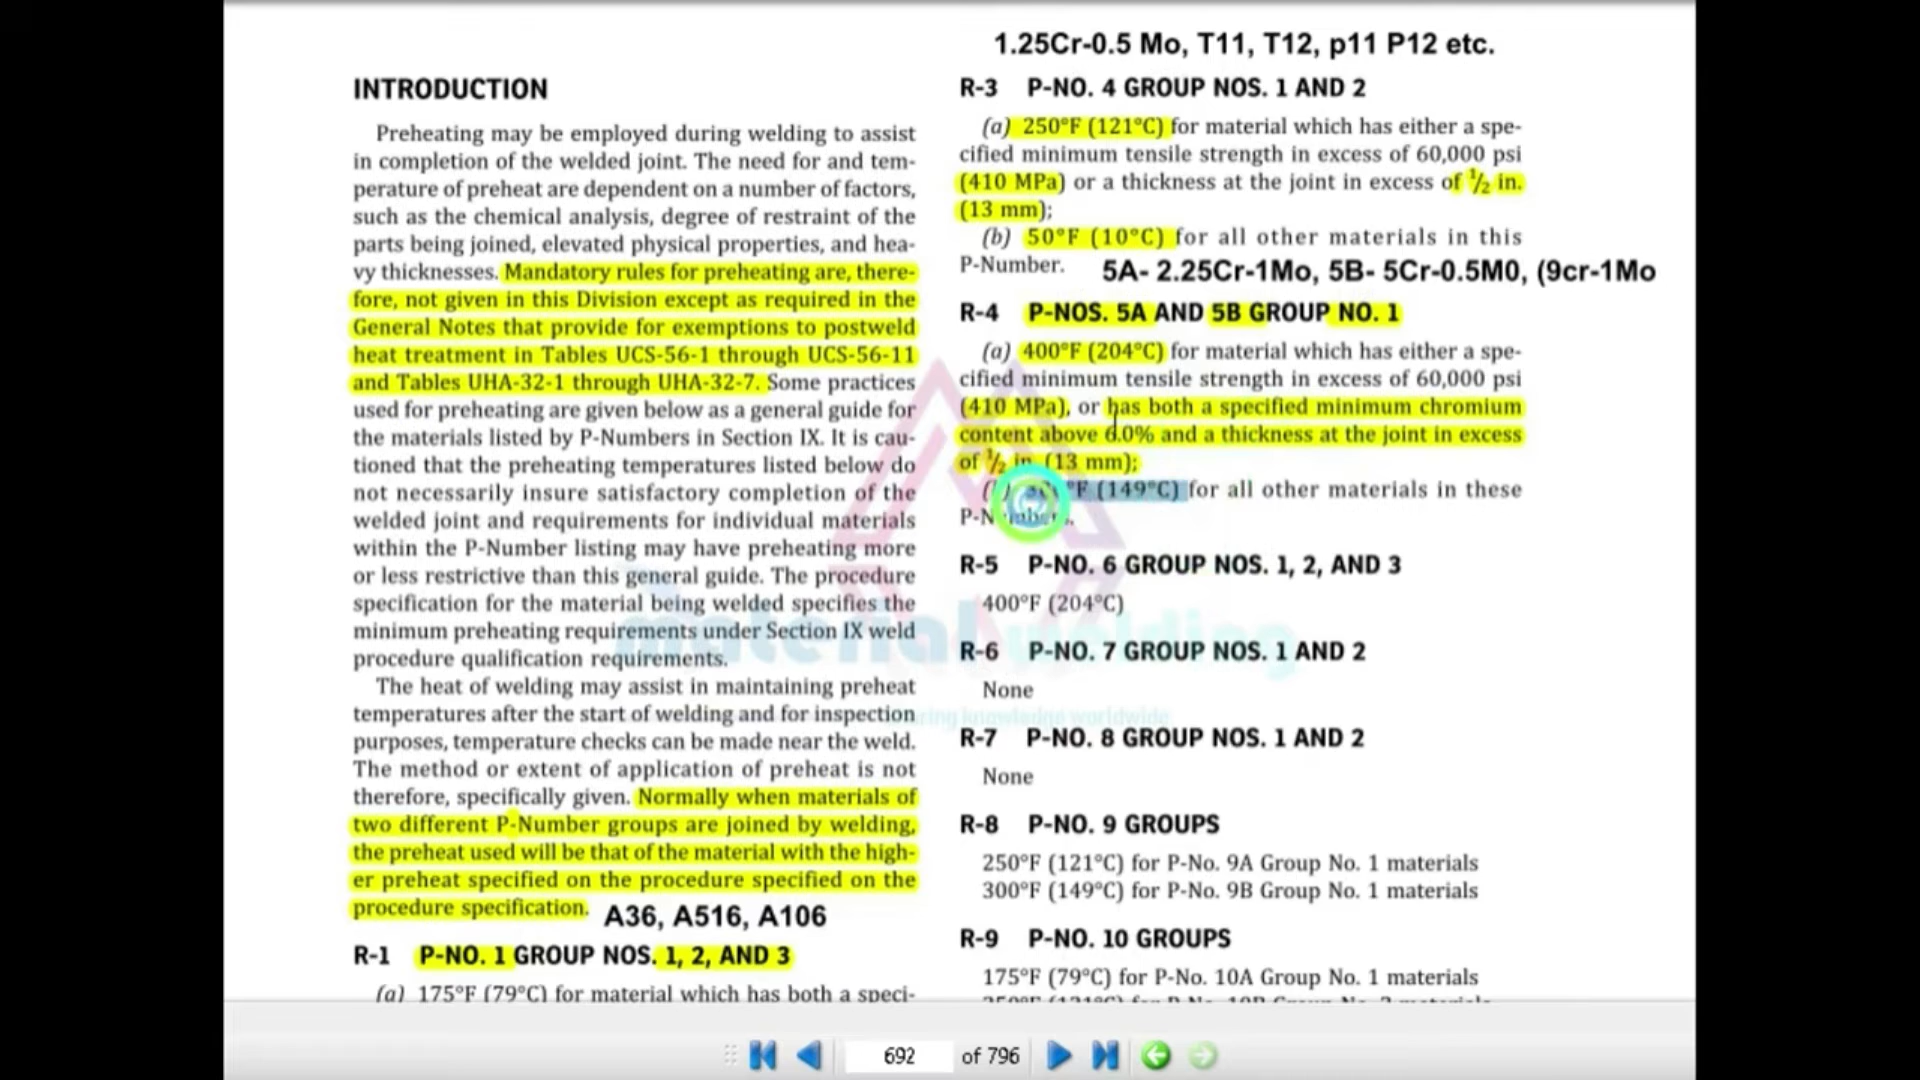 INTRODUCTION
Preheating may be employed during welding to assist
in completion of the welded joint. The need for and tem-
perature of preheat are dependent on a number of factors,
such as the chemical analysis, degree of restraint of the
parts being joined, elevated physical properties, and hea-
vy thicknesses. Mandatory rules for preheating are, there-
fore, not given in this Division except as required in the
General Notes that provide for exemptions to postweld
heat treatment in Tables UCS-56-1 through UCS-56-11
and Tables UHA-32-1 through UHA-32-7. Some practices
used for preheating are given below as a general guide for
the materials listed by P-Numbers in Section IX. It is cau-
tioned that the preheating temperatures listed below do
not necessarily insure satisfactory completion of the
welded joint and requirements for individual materials
within the P-Number listing may have preheating more
or less restrictive than this general guide. The procedure
specification for the material being welded specifies the
minimum preheating requirements under Section IX weld
procedure qualification requirements.
The heat of welding may assist in maintaining preheat
temperatures after the start of welding and for inspection
purposes, temperature checks can be made near the weld.
The method or extent of application of preheat is not
therefore, specifically given. Normally when materials of
two different P-Number groups are joined by welding,
the preheat used will be that of the material with the high-
er preheat specified on the procedure specified on the
procedure specification. A36, A516, A106
R-1 P-NO. 1 GROUP NOS. 1, 2, AND 3
(a) 175°F (79°C) for material which has both a speci-
1.25Cr-0.5 Mo, T11, T12, p11 P12 etc.
R-3 P-NO. 4 GROUP NOS. 1 AND 2
(a) 250°F (121°C) for material which has either a spe-
cified minimum tensile strength in excess of 60,000 psi
(410 MPa) or a thickness at the joint in excess of 1/2 in.
(13 mm);
(b) 50°F (10°C) for all other materials in this
P-Number. 5A- 2.25Cr-1Mo, 5B- 5Cr-0.5M0, (9cr-1Mo
R-4 P-NOS. 5A AND 5B GROUP NO. 1
(a) 400°F (204°C) for material which has either a spe-
cified minimum tensile strength in excess of 60,000 psi
(410 MPa), or has both a specified minimum chromium
content above 6.0% and a thickness at the joint in excess
of 1/2 in. (13 mm);
°F (149°C) for all other materials in these
R-5 P-NO. 6 GROUP NOS. 1, 2, AND 3
400°F (204°C)
R-6 P-NO. 7 GROUP NOS. 1 AND 2
None
R-7 P-NO. 8 GROUP NOS. 1 AND 2
None
R-8 P-NO. 9 GROUPS
250°F (121°C) for P-No. 9A Group No. 1 materials
300°F (149°C) for P-No. 9B Group No. 1 materials
R-9 P-NO. 10 GROUPS
175°F (79°C) for P-No. 10A Group No. 1 materials
material welding
knowledge worldwide
692 of 796